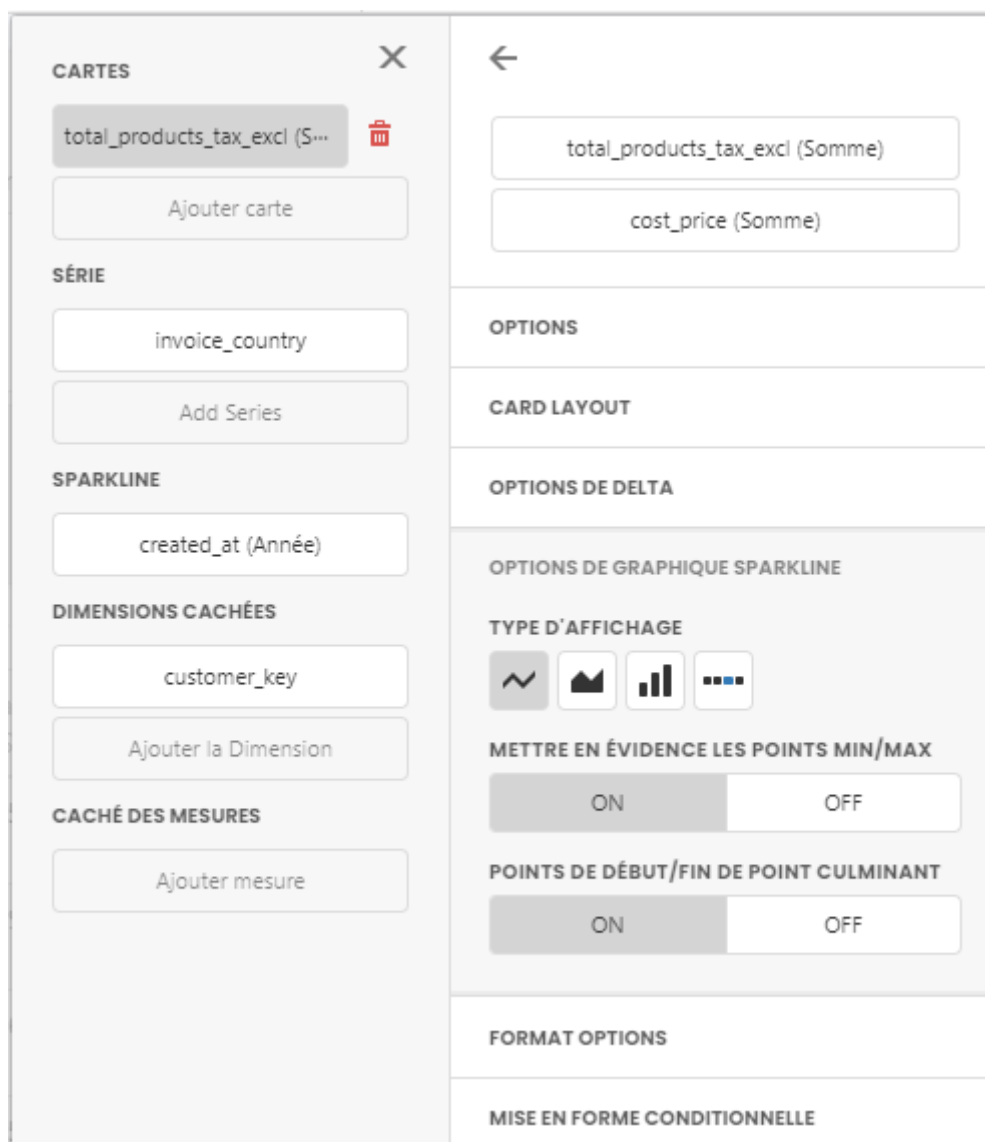 CARTES
total_products_tax_excl (S...
Ajouter carte
SÉRIE
invoice_country
Add Series
SPARKLINE
created_at (Année)
DIMENSIONS CACHÉES
customer_key
Ajouter la Dimension
CACHÉ DES MESURES
Ajouter mesure
total_products_tax_excl (Somme)
cost_price (Somme)
OPTIONS
CARD LAYOUT
OPTIONS DE DELTA
OPTIONS DE GRAPHIQUE SPARKLINE
TYPE D'AFFICHAGE
METTRE EN ÉVIDENCE LES POINTS MIN/MAX
ON OFF
POINTS DE DÉBUT/FIN DE POINT CULMINANT
ON OFF
FORMAT OPTIONS
MISE EN FORME CONDITIONNELLE